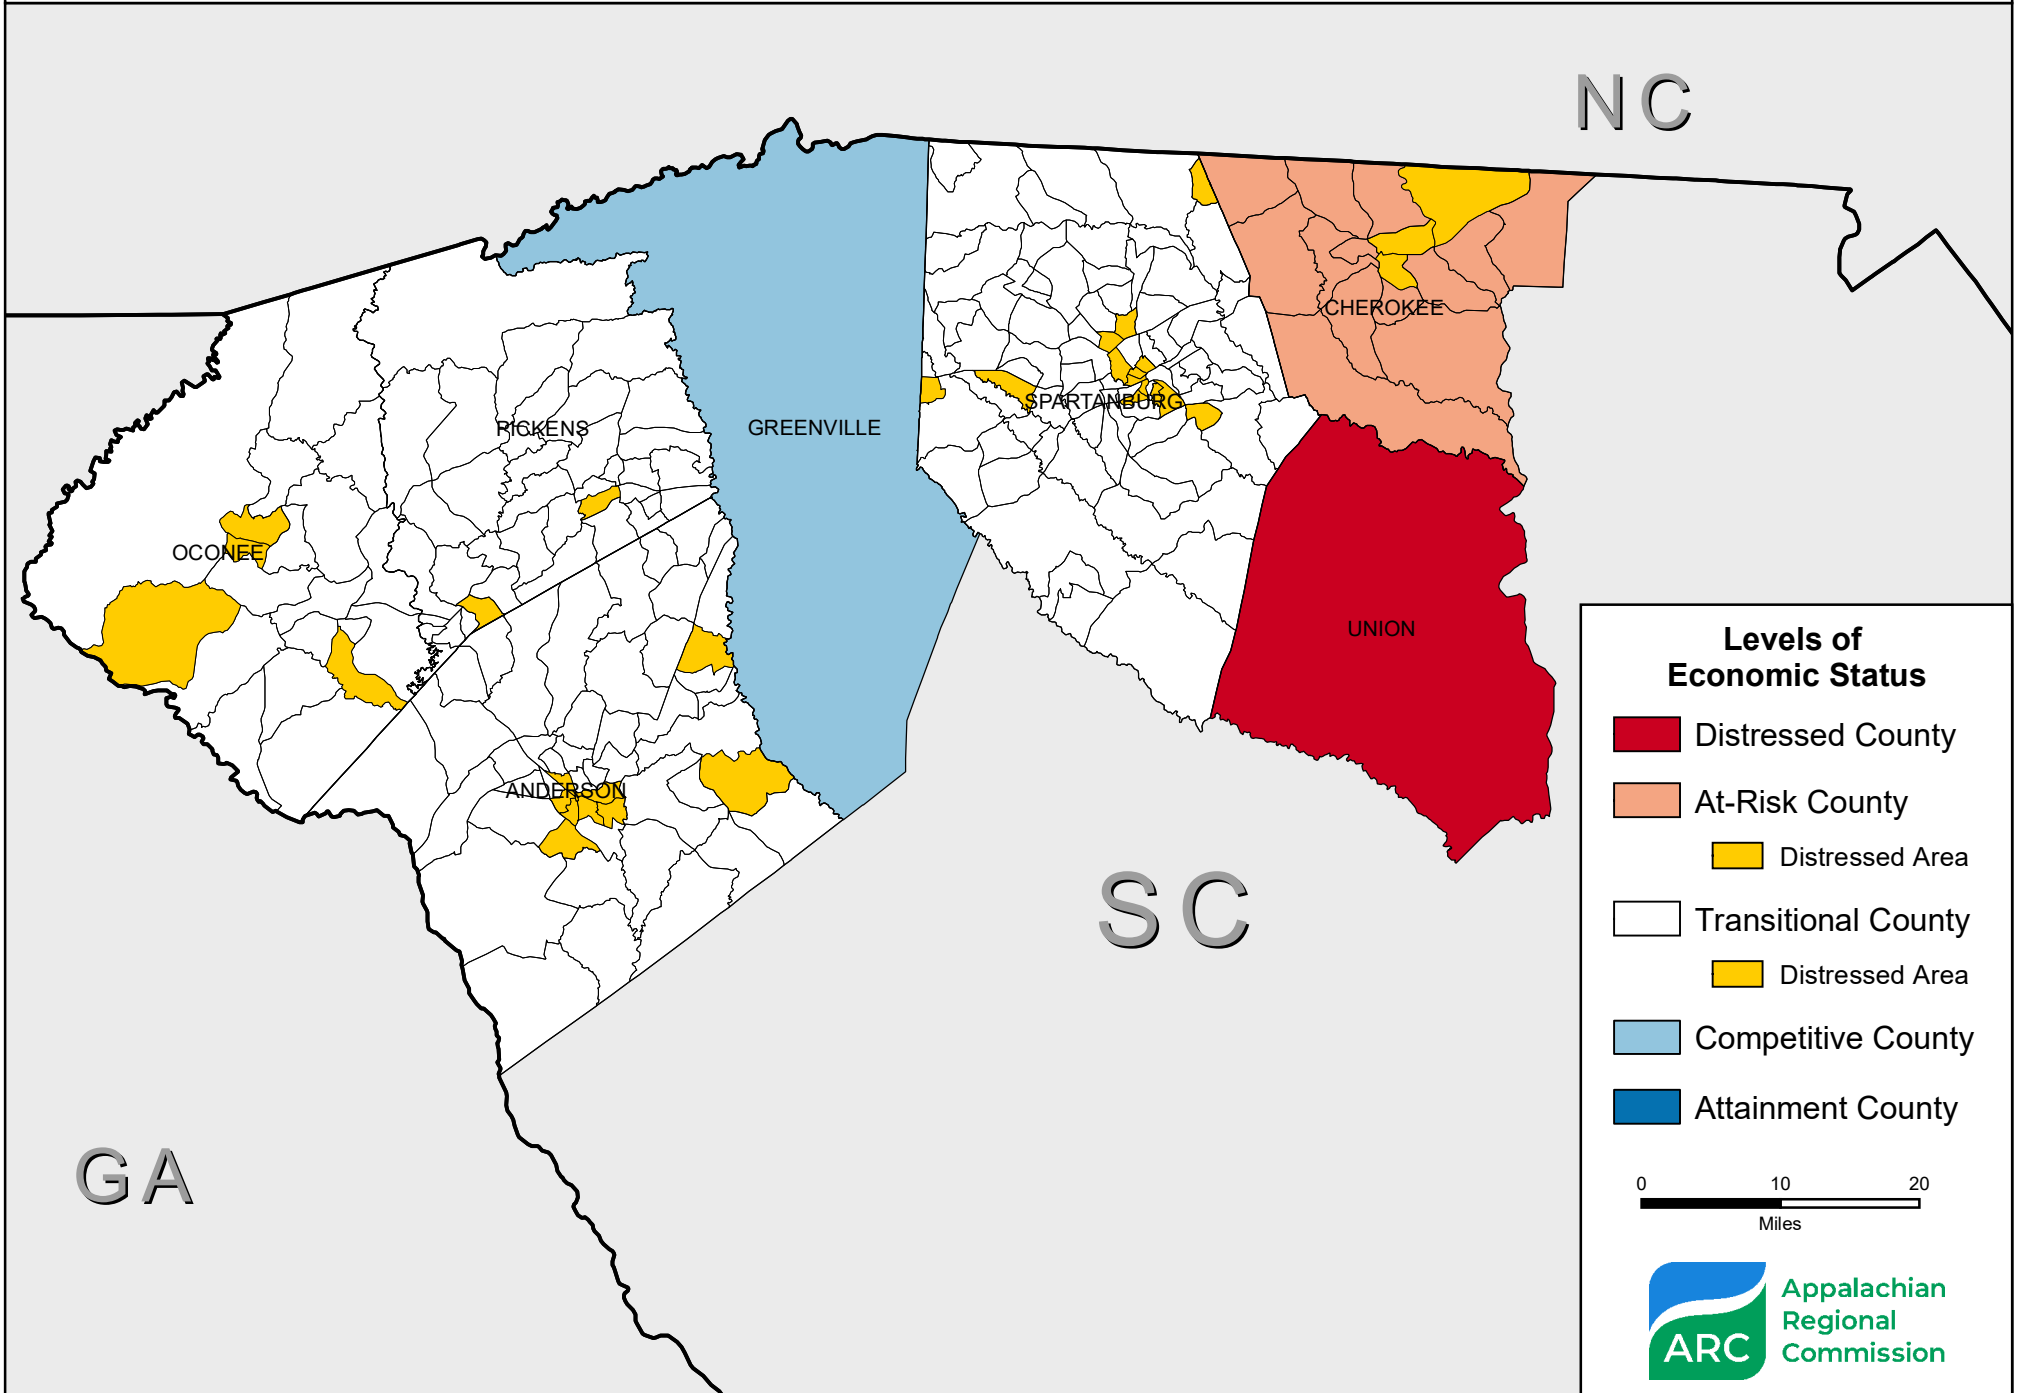 NC
CHEROKEE
SPARTANBURG
PICKENS
GREENVILLE
OCONEE
UNION
ANDERSON
SC
GA
Levels of
Economic Status
Distressed County
At-Risk County
Distressed Area
Transitional County
Distressed Area
Competitive County
Attainment County
0 10 20
Miles
ARC
Appalachian
Regional
Commission